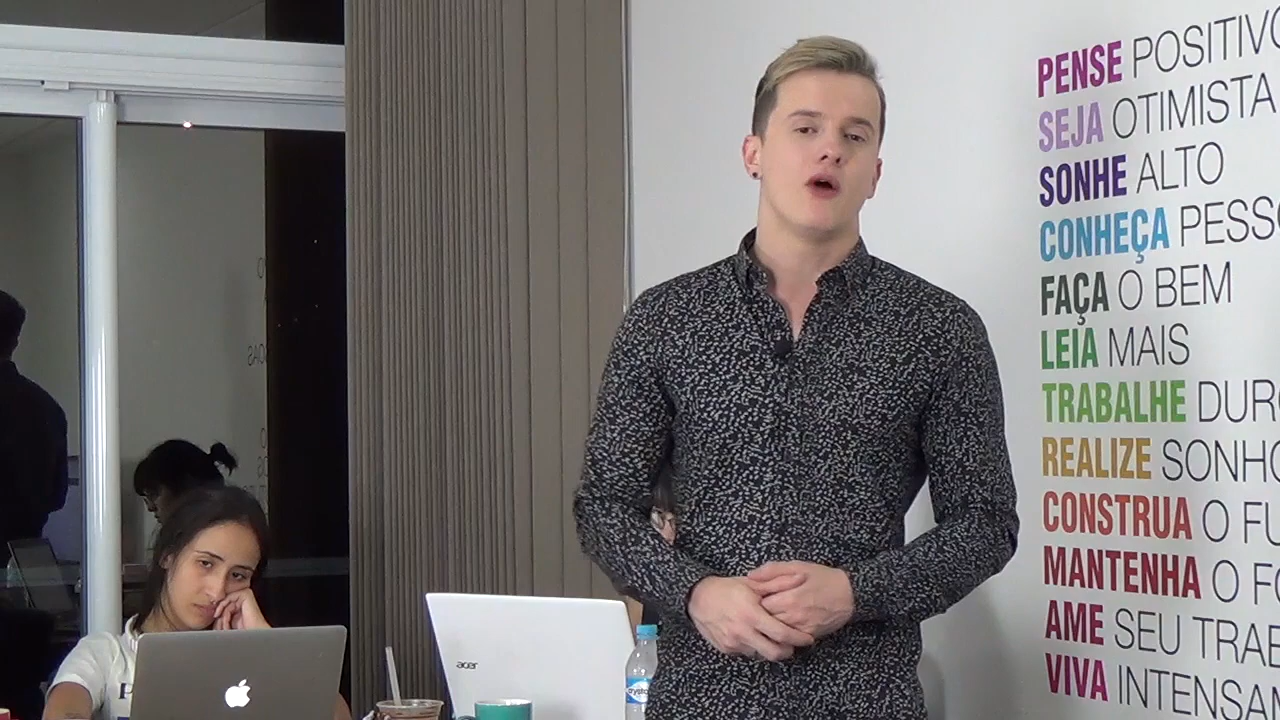 PENSE POSITIVO
SEJA OTIMISTA
SONHE ALTO
CONHEÇA PESSO
FAÇA O BEM
LEIA MAIS
TRABALHE DUR
REALIZE SONHO
CONSTRUA O FU
MANTENHA O FO
AME SEU TRAB
VIVA INTENSAM
acer